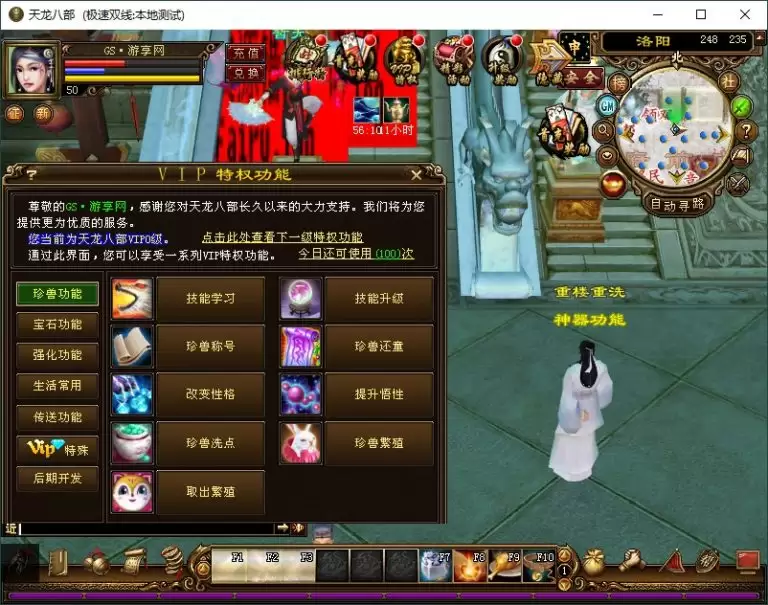 天龙八部 (极速双线:本地测试)
GS·游享网
50
充值
兑换
56:10
1小时
安全
洛阳
248 235
北
GM
自动寻路
VIP特权功能
尊敬的GS·游享网，感谢您对天龙八部长久以来的大力支持。我们将为您
提供更为优质的服务。
您当前为天龙八部VIP0级。 点击此处查看下一级特权功能
通过此界面，您可以享受一系列VIP特权功能。 今日还可使用(100)次
珍兽功能
宝石功能
强化功能
生活常用
传送功能
Vip特殊
后期开发
技能学习
技能升级
珍兽称号
珍兽还童
改变性格
提升悟性
珍兽洗点
珍兽繁殖
取出繁殖
重楼重洗
神器功能
近
F1 F2 F3 F7 F8 F9 F10
1